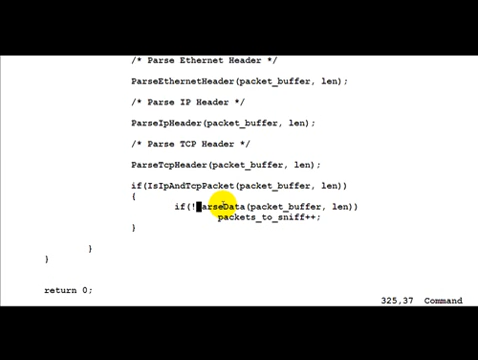 /* Parse Ethernet Header */
ParseEthernetHeader(packet_buffer, len);
/* Parse IP Header */
ParseIpHeader(packet_buffer, len);
/* Parse TCP Header */
ParseTcpHeader(packet_buffer, len);
if(IsIpAndTcpPacket(packet_buffer, len))
{
if(!ParseData(packet_buffer, len))
packets_to_sniff++;
}
}
}
return 0;
325,37 Command